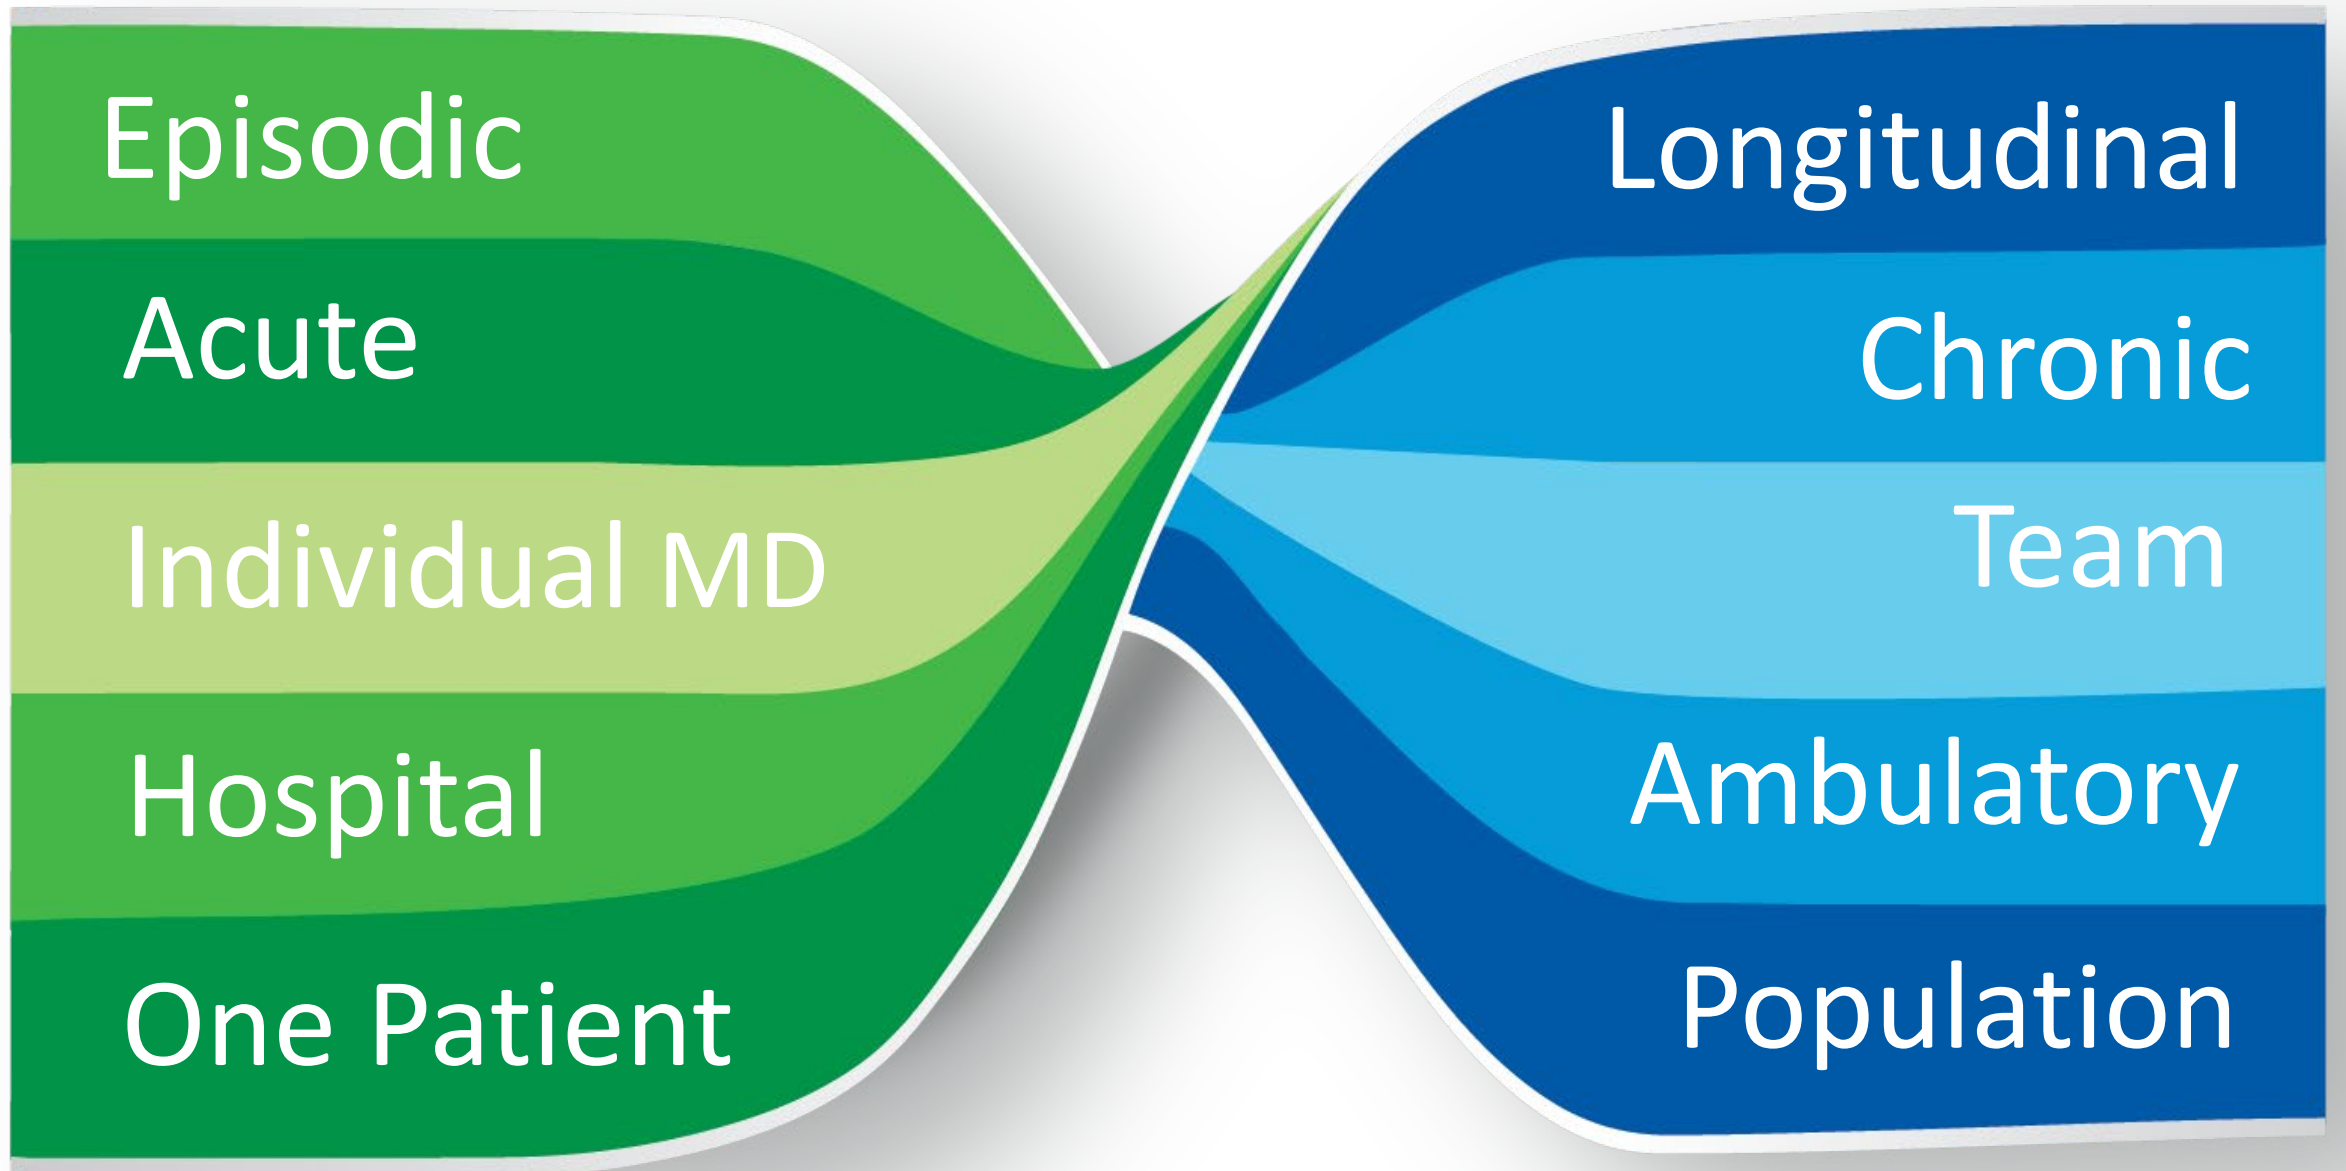 Episodic
Longitudinal
Acute
Chronic
Individual MD
Team
Hospital
Ambulatory
One Patient
Population